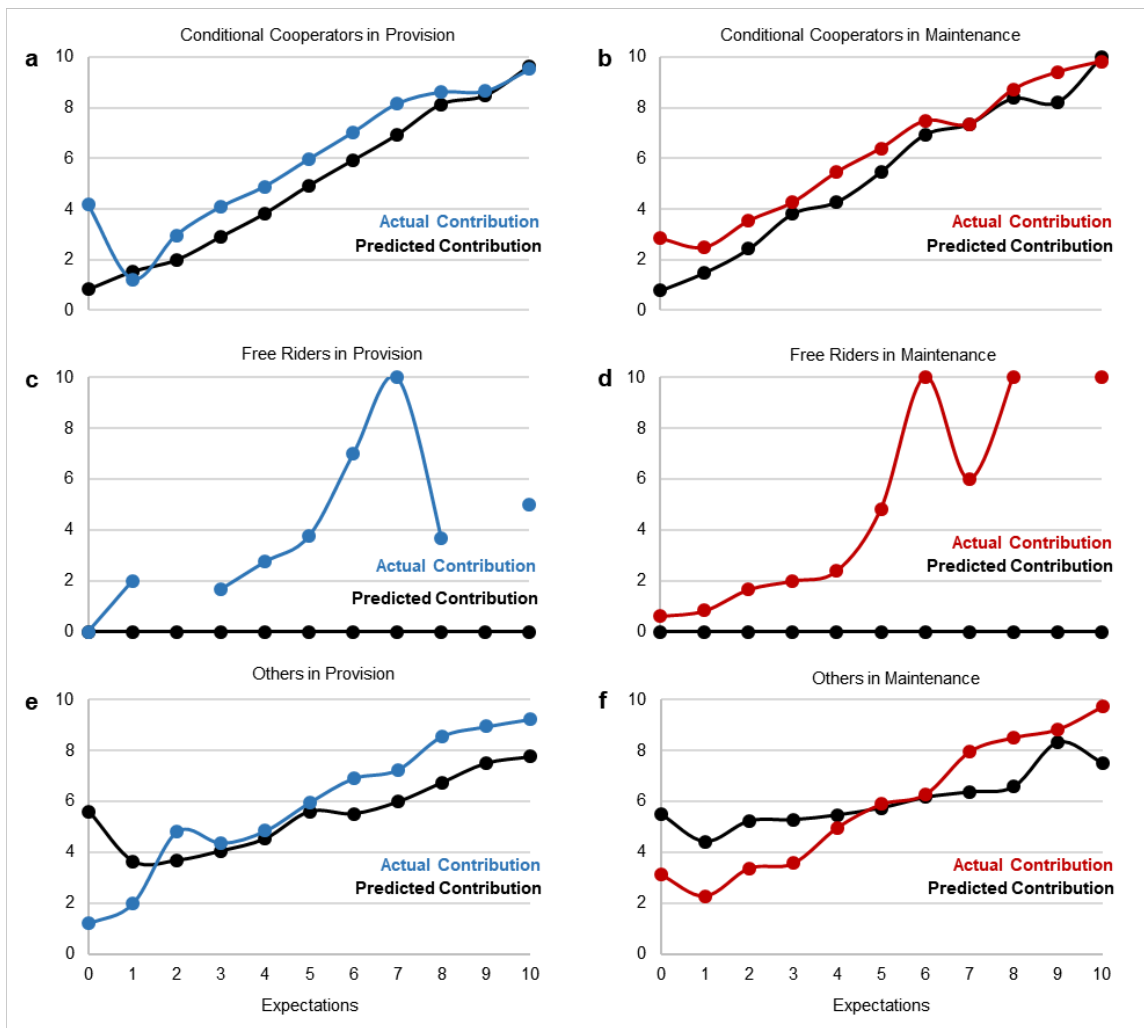 a
Conditional Cooperators in Provision
10
8
6
4
2
0
Actual Contribution
Predicted Contribution
b
Conditional Cooperators in Maintenance
10
8
6
4
2
0
Actual Contribution
Predicted Contribution
c
Free Riders in Provision
10
8
6
4
2
0
Actual Contribution
Predicted Contribution
d
Free Riders in Maintenance
10
8
6
4
2
0
Actual Contribution
Predicted Contribution
e
Others in Provision
10
8
6
4
2
0
Actual Contribution
Predicted Contribution
0 1 2 3 4 5 6 7 8 9 10
Expectations
f
Others in Maintenance
10
8
6
4
2
0
Actual Contribution
Predicted Contribution
0 1 2 3 4 5 6 7 8 9 10
Expectations